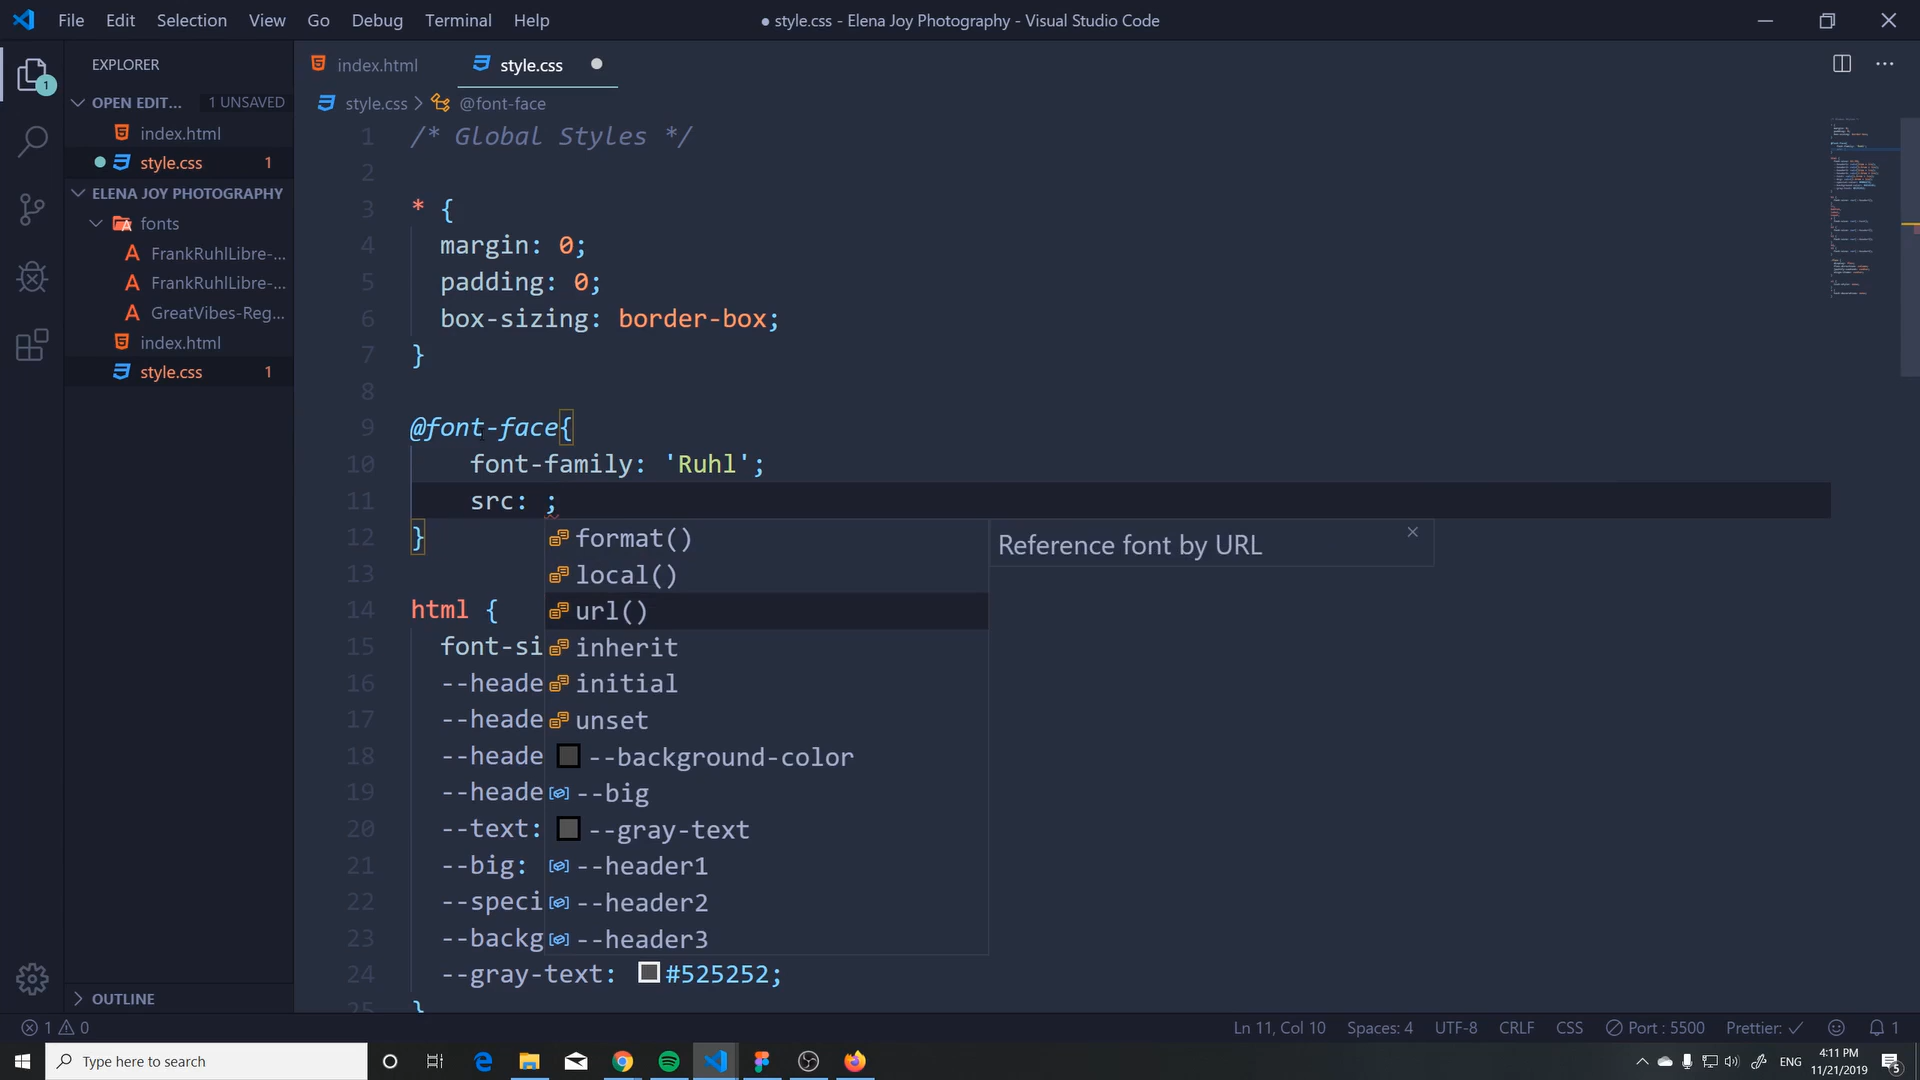 File Edit Selection View Go Debug Terminal Help
● style.css - Elena Joy Photography - Visual Studio Code
EXPLORER
OPEN EDIT... 1 UNSAVED
index.html
style.css 1
ELENA JOY PHOTOGRAPHY
fonts
FrankRuhlLibre-...
FrankRuhlLibre-...
GreatVibes-Reg...
index.html
style.css 1
OUTLINE
1
index.html
style.css
style.css > @font-face
1 /* Global Styles */
2
3 * {
4 margin: 0;
5 padding: 0;
6 box-sizing: border-box;
7 }
8
9 @font-face{
10 font-family: 'Ruhl';
11 src: ;
12 }
13
14 html {
15 font-si
16 --heade
17 --heade
18 --heade
19 --heade
20 --text:
21 --big:
22 --speci
23 --backg
24 --gray-text: #525252;
25 }
format()
local()
url()
inherit
initial
unset
--background-color
--big
--gray-text
--header1
--header2
--header3
Reference font by URL
1 0
Ln 11, Col 10 Spaces: 4 UTF-8 CRLF CSS Port : 5500 Prettier: ✓ 1
Type here to search
ENG
4:11 PM
11/21/2019
5